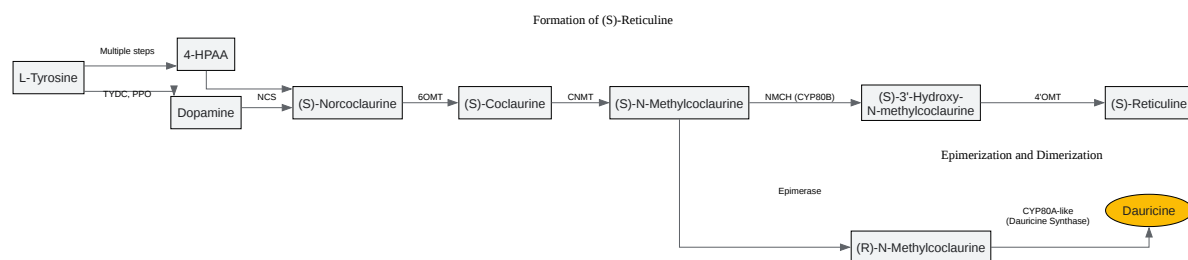 Formation of (S)-Reticuline
Multiple steps
4-HPAA
L-Tyrosine
TYDC, PPO
Dopamine
NCS
(S)-Norcoclaurine
6OMT
(S)-Coclaurine
CNMT
(S)-N-Methylcoclaurine
NMCH (CYP80B)
(S)-3'-Hydroxy-
N-methylcoclaurine
4'OMT
(S)-Reticuline
Epimerization and Dimerization
Epimerase
(R)-N-Methylcoclaurine
CYP80A-like
(Dauricine Synthase)
Dauricine